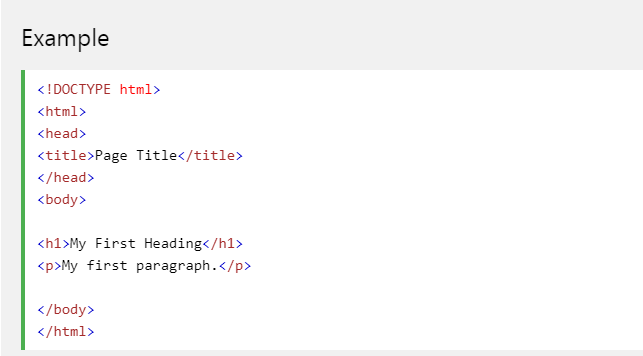 Example
<!DOCTYPE html>
<html>
<head>
<title>Page Title</title>
</head>
<body>
<h1>My First Heading</h1>
<p>My first paragraph.</p>
</body>
</html>